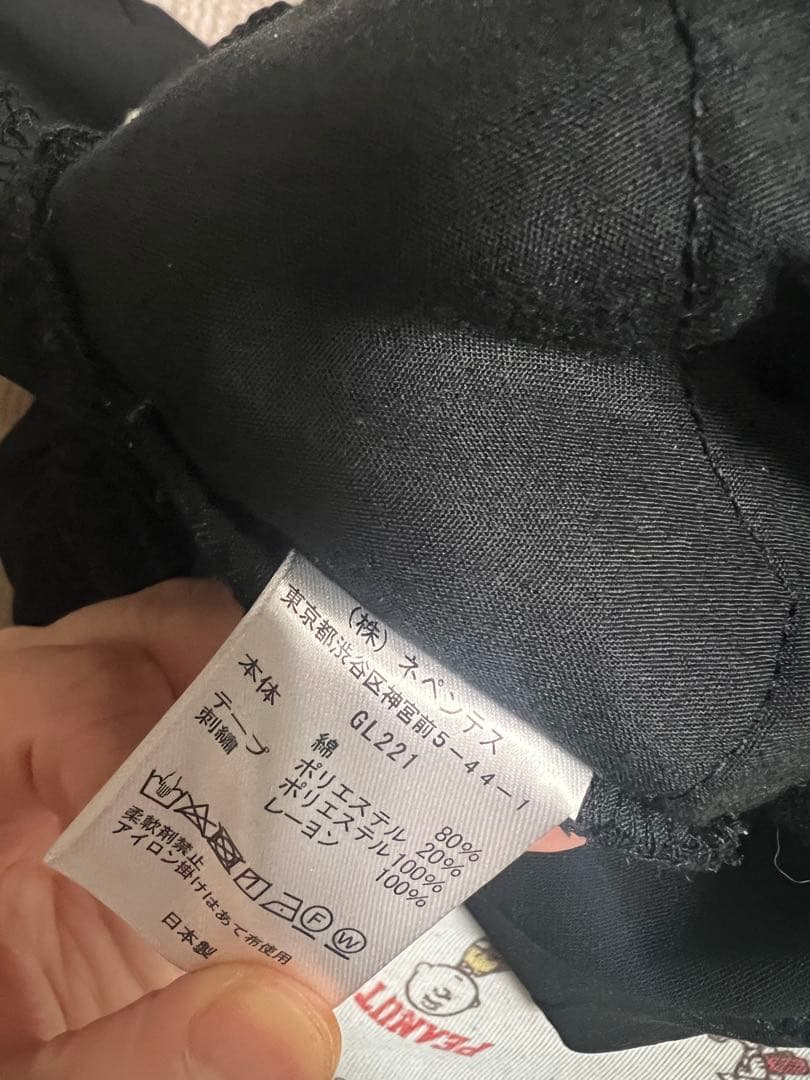 (株) ネペンテス
東京都渋谷区神宮前5-44-1
GL221
本体 綿 80%
ポリエステル 20%
テープ ポリエステル100%
刺繍 レーヨン 100%
F W
柔軟剤禁止
アイロン掛けはあて布使用
日本製
PEANUT